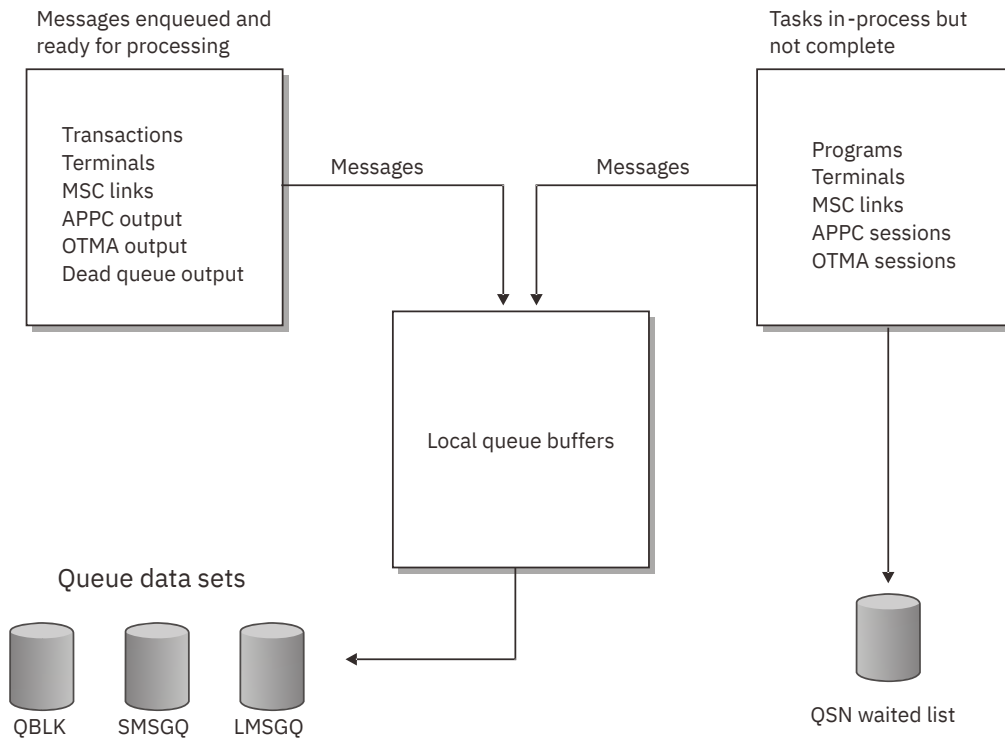 Messages enqueued and
ready for processing
Transactions
Terminals
MSC links
APPC output
OTMA output
Dead queue output
Messages
Messages
Tasks in-process but
not complete
Programs
Terminals
MSC links
APPC sessions
OTMA sessions
Local queue buffers
Queue data sets
QBLK
SMSGQ
LMSGQ
QSN waited list